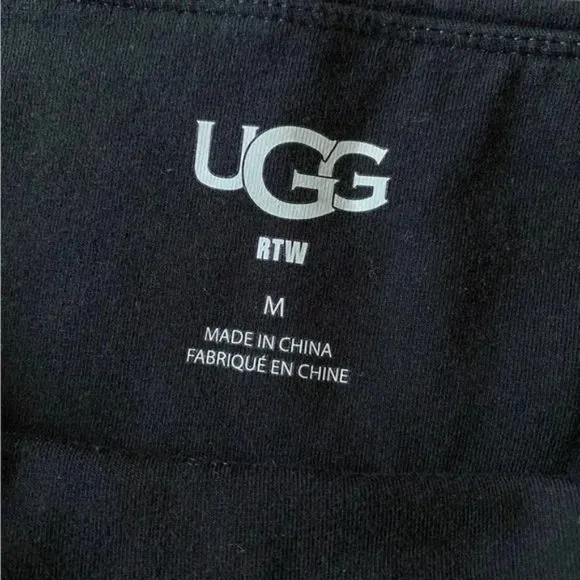 UGG
RTW
M
MADE IN CHINA
FABRIQUÉ EN CHINE